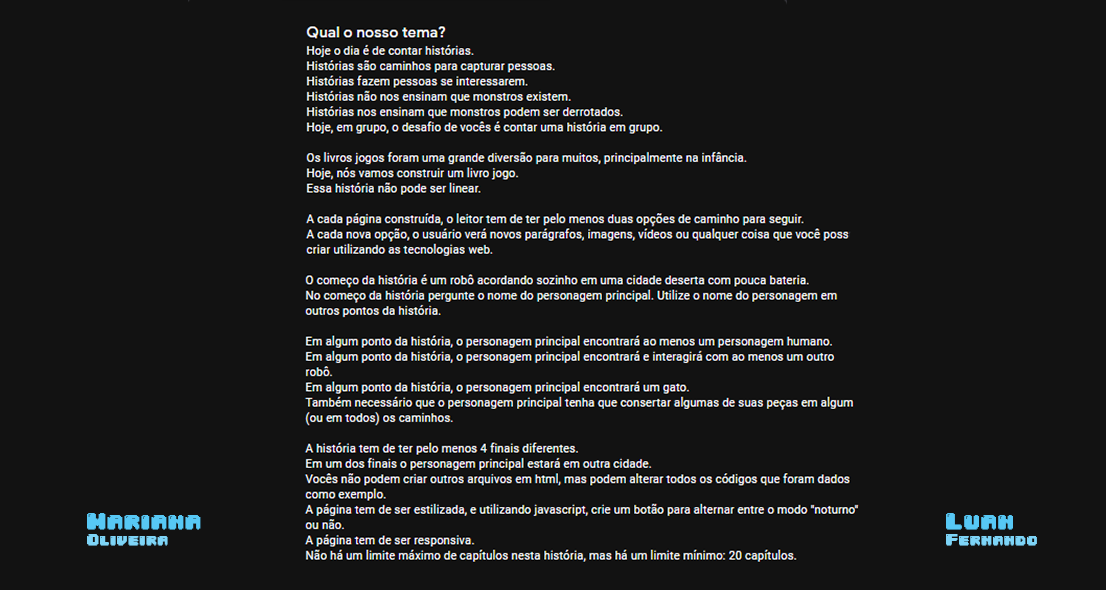 Qual o nosso tema?
Hoje o dia é de contar histórias.
Histórias são caminhos para capturar pessoas.
Histórias fazem pessoas se interessarem.
Histórias não nos ensinam que monstros existem.
Histórias nos ensinam que monstros podem ser derrotados.
Hoje, em grupo, o desafio de vocês é contar uma história em grupo.
Os livros jogos foram uma grande diversão para muitos, principalmente na infância.
Hoje, nós vamos construir um livro jogo.
Essa história não pode ser linear.
A cada página construída, o leitor tem de ter pelo menos duas opções de caminho para seguir.
A cada nova opção, o usuário verá novos parágrafos, imagens, vídeos ou qualquer coisa que você poss
criar utilizando as tecnologias web.
O começo da história é um robô acordando sozinho em uma cidade deserta com pouca bateria.
No começo da história pergunte o nome do personagem principal. Utilize o nome do personagem em
outros pontos da história.
Em algum ponto da história, o personagem principal encontrará ao menos um personagem humano.
Em algum ponto da história, o personagem principal encontrará e interagirá com ao menos um outro
robô.
Em algum ponto da história, o personagem principal encontrará um gato.
Também necessário que o personagem principal tenha que consertar algumas de suas peças em algum
(ou em todos) os caminhos.
A história tem de ter pelo menos 4 finais diferentes.
Em um dos finais o personagem principal estará em outra cidade.
Vocês não podem criar outros arquivos em html, mas podem alterar todos os códigos que foram dados
como exemplo.
A página tem de ser estilizada, e utilizando javascript, crie um botão para alternar entre o modo "noturno"
ou não.
A página tem de ser responsiva.
Não há um limite máximo de capítulos nesta história, mas há um limite mínimo: 20 capítulos.
Mariana
Oliveira
Luan
Fernando